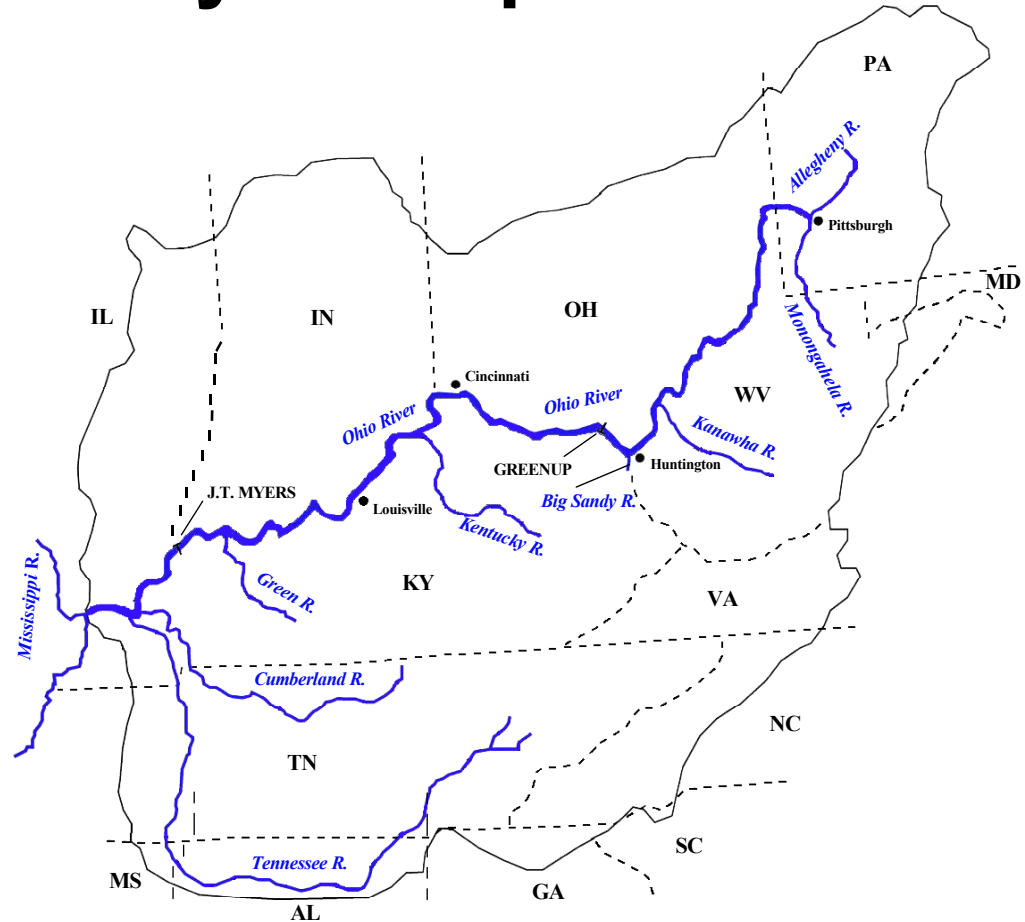 PA
Allegheny R.
Pittsburgh
MD
IL
IN
OH
Monongahela R.
Cincinnati
WV
Ohio River
Ohio River
Kanawha R.
GREENUP
Huntington
J.T. MYERS
Louisville
Big Sandy R.
Kentucky R.
Mississippi R.
Green R.
KY
VA
Cumberland R.
NC
TN
SC
Tennessee R.
MS
GA
AL